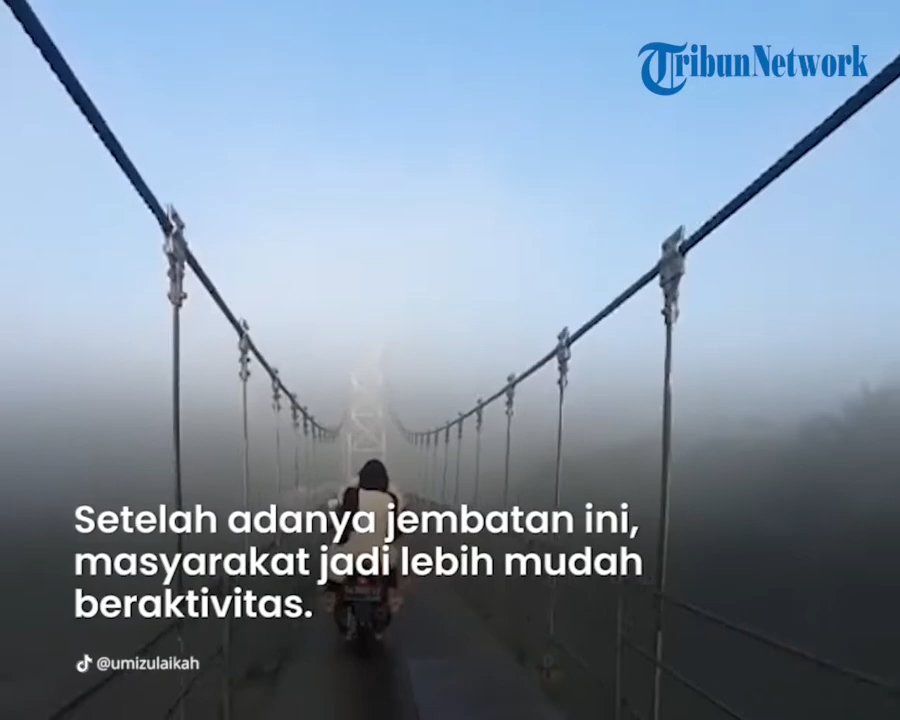 TribunNetwork
Setelah adanya jembatan ini,
masyarakat jadi lebih mudah
beraktivitas.
@umizulaikah